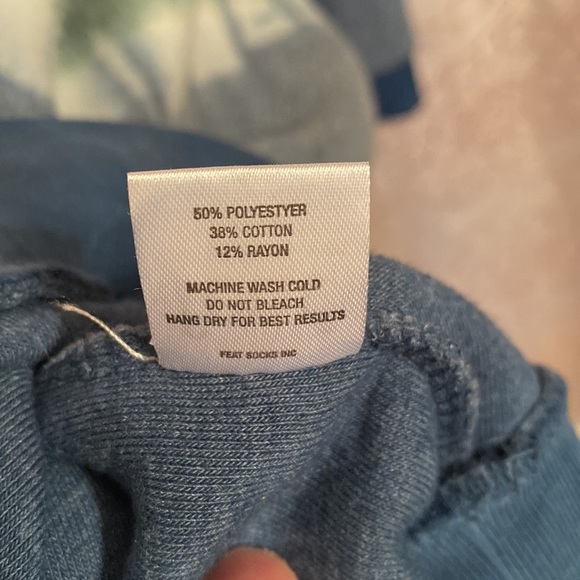 50% POLYESTYER
38% COTTON
12% RAYON
MACHINE WASH COLD
DO NOT BLEACH
HANG DRY FOR BEST RESULTS
FEAT SOCKS INC